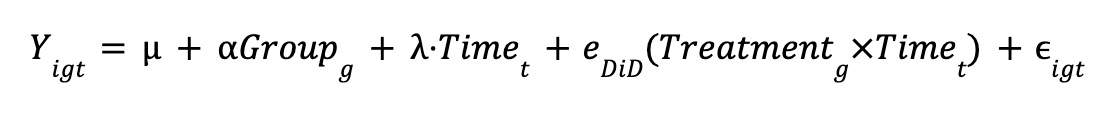 Y_igt = μ + αGroup_g + λ·Time_t + e_DiD(Treatment_g×Time_t) + ϵ_igt